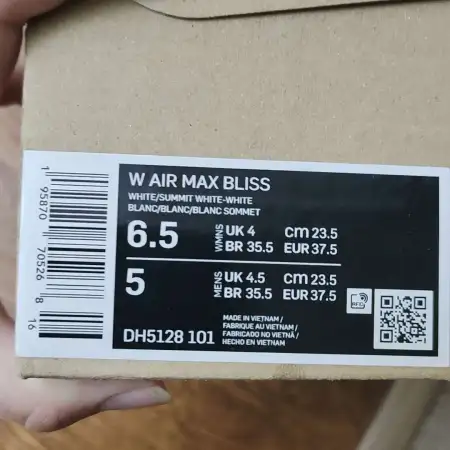 W AIR MAX BLISS
WHITE/SUMMIT WHITE-WHITE
BLANC/BLANC/BLANC SOMMET
6.5 WMNS UK 4 CM 23.5
BR 35.5 EUR 37.5
5 MENS UK 4.5 CM 23.5
BR 35.5 EUR 37.5
MADE IN VIETNAM /
FABRIQUE AU VIETNAM /
FABRICADO NO VIETNÃ /
HECHO EN VIETNAM
DH5128 101
RFID
1 95870 70526 8 16